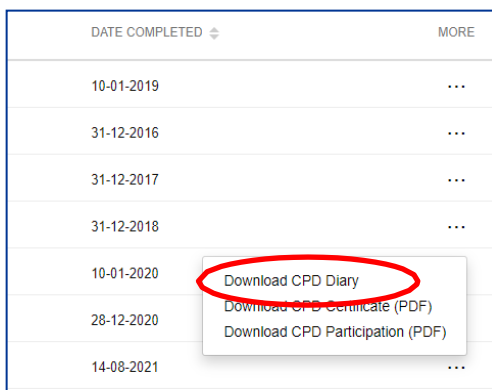 DATE COMPLETED MORE
10-01-2019 ...
31-12-2016 ...
31-12-2017 ...
31-12-2018 ...
10-01-2020
Download CPD Diary
Download CPD Certificate (PDF)
28-12-2020
Download CPD Participation (PDF)
14-08-2021 ...